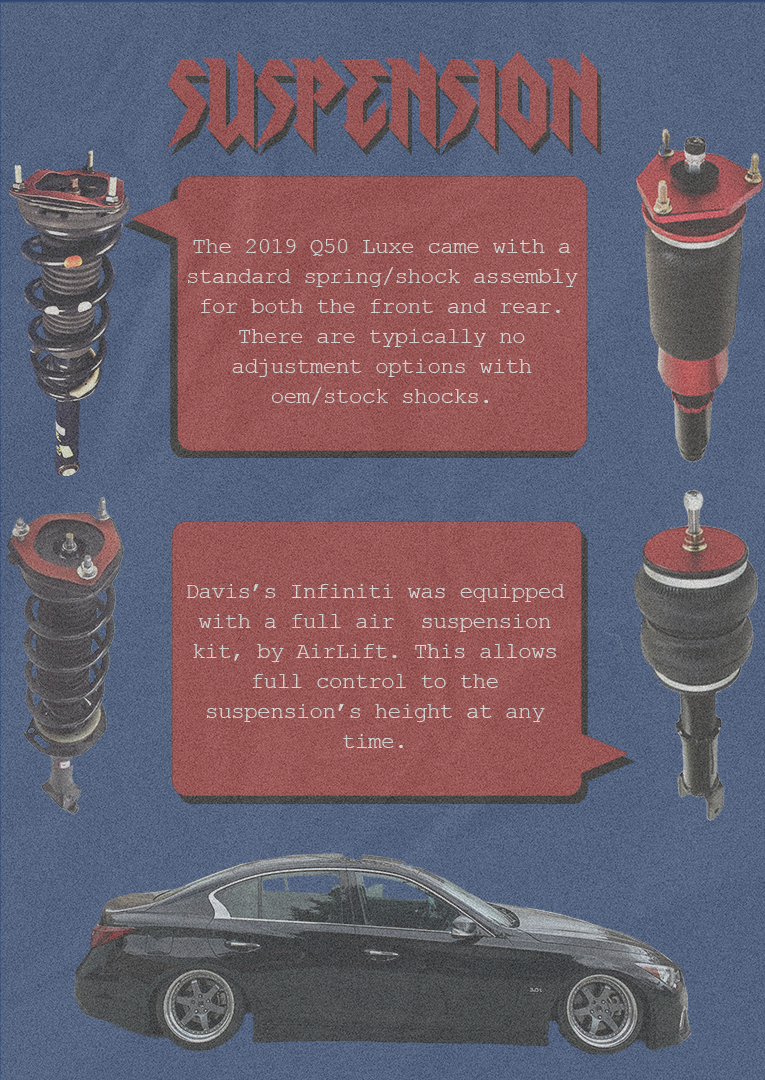 SUSPENSION
The 2019 Q50 Luxe came with a
standard spring/shock assembly
for both the front and rear.
There are typically no
adjustment options with
oem/stock shocks.
Davis’s Infiniti was equipped
with a full air  suspension
kit, by AirLift. This allows
full control to the
suspension’s height at any
time.
3.0t